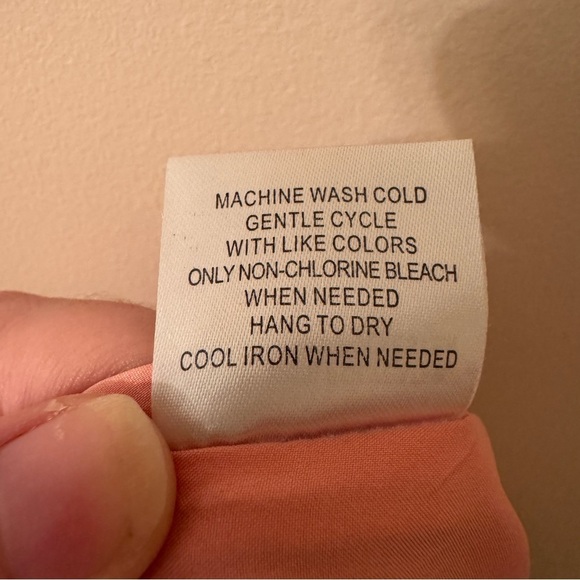 MACHINE WASH COLD
GENTLE CYCLE
WITH LIKE COLORS
ONLY NON-CHLORINE BLEACH
WHEN NEEDED
HANG TO DRY
COOL IRON WHEN NEEDED